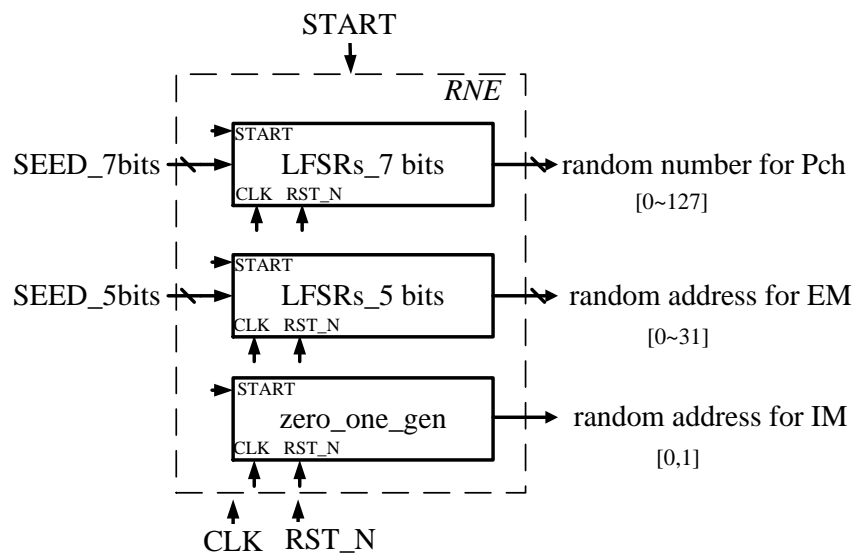 START
RNE
START
SEED_7bits
LFSRs_7 bits
random number for Pch
CLK RST_N
[0~127]
START
SEED_5bits
LFSRs_5 bits
random address for EM
CLK RST_N
[0~31]
START
zero_one_gen
random address for IM
CLK RST_N
[0,1]
CLK RST_N